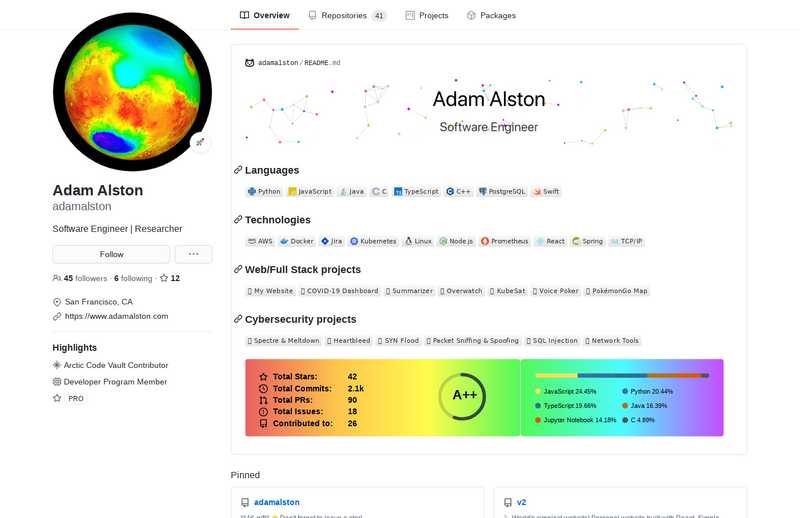 Overview Repositories 41 Projects Packages
adamalston/README.md
Adam Alston
Software Engineer
Adam Alston
adamalston
Software Engineer | Researcher
Follow
45 followers · 6 following · 12
San Francisco, CA
https://www.adamalston.com
Highlights
Arctic Code Vault Contributor
Developer Program Member
PRO
Languages
Python JavaScript Java C TypeScript C++ PostgreSQL Swift
Technologies
AWS Docker Jira Kubernetes Linux Node.js Prometheus React Spring TCP/IP
Web/Full Stack projects
My Website COVID-19 Dashboard Summarizer Overwatch KubeSat Voice Poker PokémonGo Map
Cybersecurity projects
Spectre & Meltdown Heartbleed SYN Flood Packet Sniffing & Spoofing SQL Injection Network Tools
Total Stars: 42
Total Commits: 2.1k
Total PRs: 90
Total Issues: 18
Contributed to: 26
A++
JavaScript 24.45% Python 20.44%
TypeScript 19.66% Java 16.39%
Jupyter Notebook 14.18% C 4.89%
Pinned
adamalston
v2